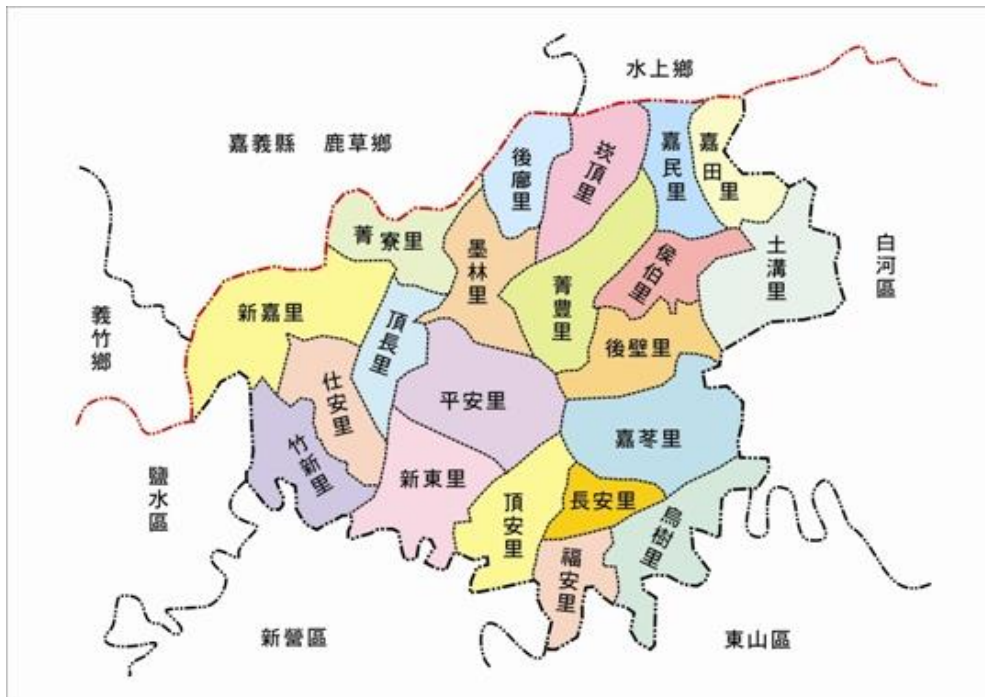 水上鄉
嘉義縣 鹿草鄉
後廍里
崁頂里
嘉民里
嘉田里
菁寮里
墨林里
菁豐里
侯伯里
土溝里
白河區
義竹鄉
新嘉里
頂長里
後壁里
仕安里
平安里
嘉苳里
竹新里
新東里
頂安里
長安里
烏樹里
鹽水區
福安里
新營區
東山區